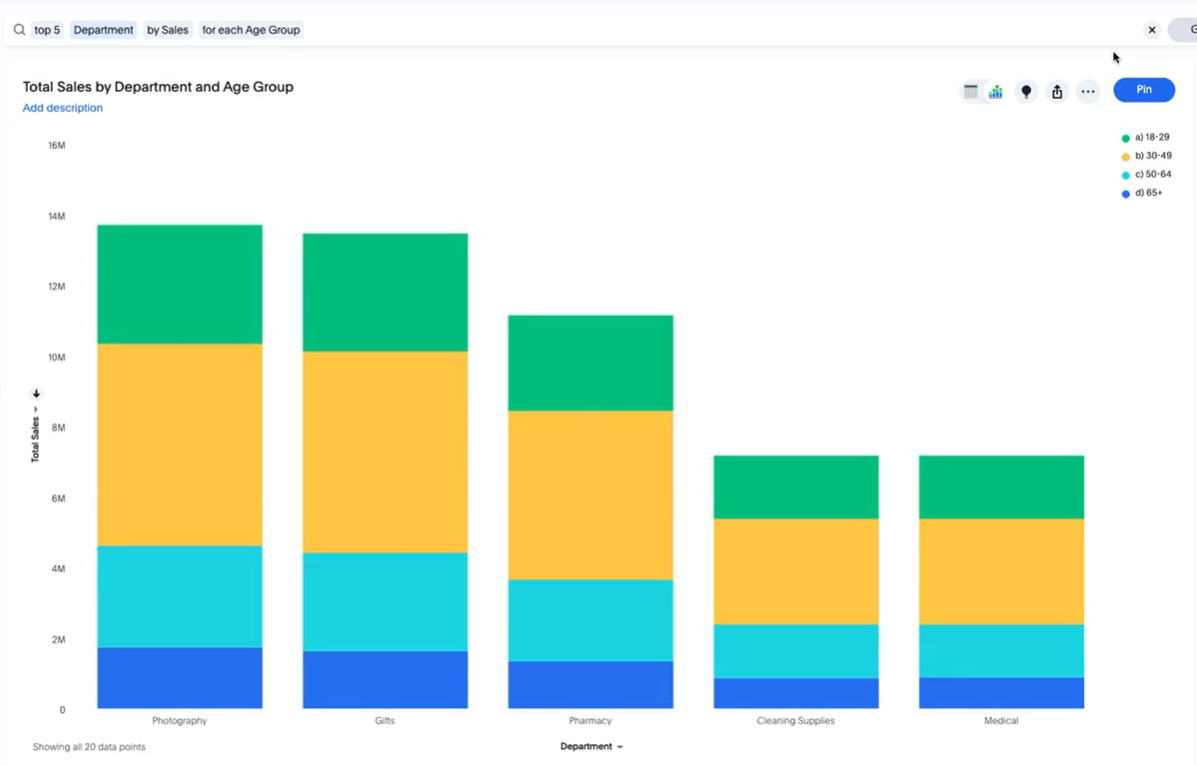 top 5 Department by Sales for each Age Group
Total Sales by Department and Age Group
Add description
Pin
a) 18-29
b) 30-49
c) 50-64
d) 65+
16M
14M
12M
10M
8M
6M
4M
2M
0
Total Sales
Photography Gifts Pharmacy Cleaning Supplies Medical
Showing all 20 data points
Department